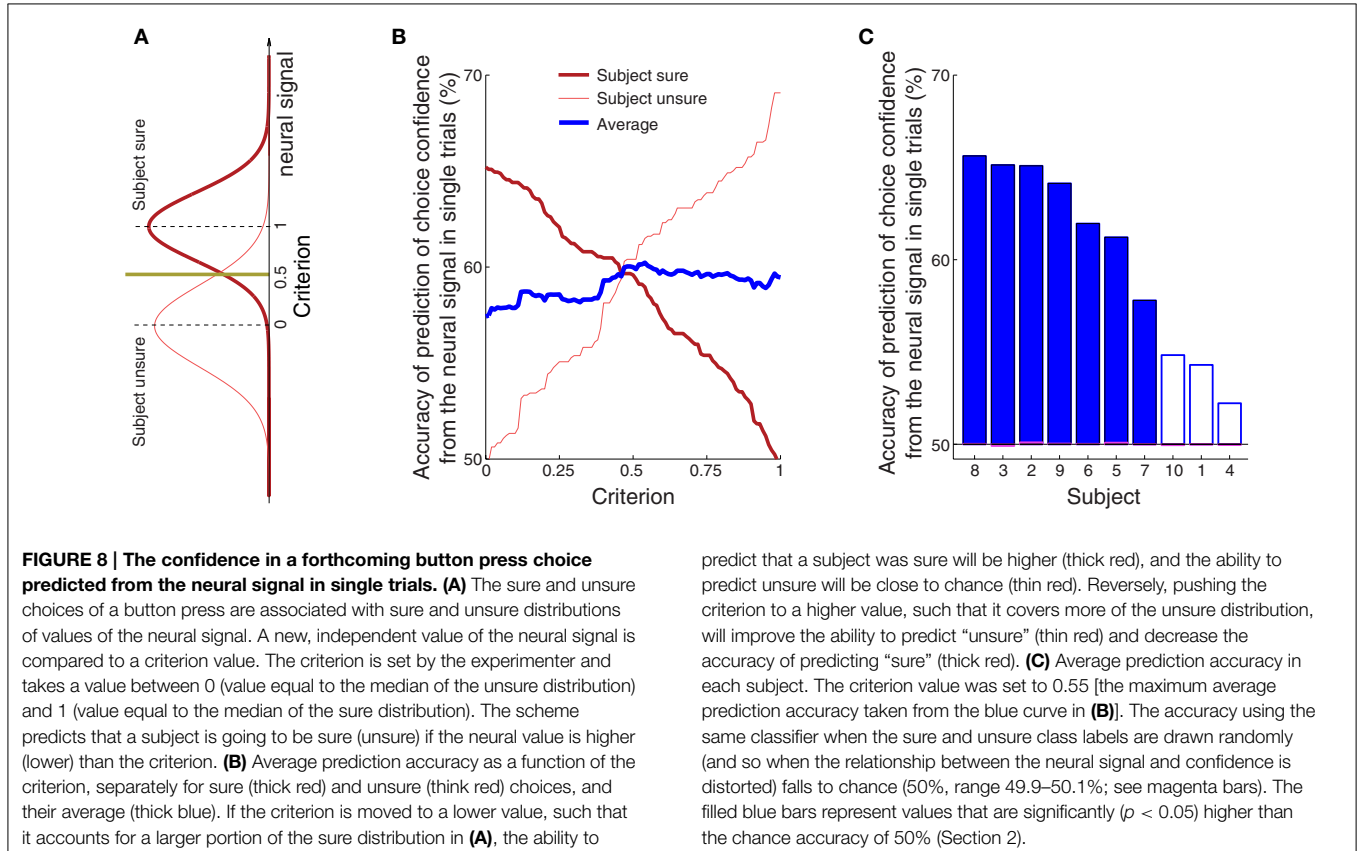 A
neural signal
Subject sure
1
Criterion
0.5
0
Subject unsure
B
Accuracy of prediction of choice confidence
from the neural signal in single trials (%)
70
60
50
Subject sure
Subject unsure
Average
0
0.25
0.5
0.75
1
Criterion
C
Accuracy of prediction of choice confidence
from the neural signal in single trials (%)
70
60
50
8 3 2 9 6 5 7 10 1 4
Subject
FIGURE 8 | The confidence in a forthcoming button press choice
predicted from the neural signal in single trials. (A) The sure and unsure
choices of a button press are associated with sure and unsure distributions
of values of the neural signal. A new, independent value of the neural signal is
compared to a criterion value. The criterion is set by the experimenter and
takes a value between 0 (value equal to the median of the unsure distribution)
and 1 (value equal to the median of the sure distribution). The scheme
predicts that a subject is going to be sure (unsure) if the neural value is higher
(lower) than the criterion. (B) Average prediction accuracy as a function of the
criterion, separately for sure (thick red) and unsure (think red) choices, and
their average (thick blue). If the criterion is moved to a lower value, such that
it accounts for a larger portion of the sure distribution in (A), the ability to
predict that a subject was sure will be higher (thick red), and the ability to
predict unsure will be close to chance (thin red). Reversely, pushing the
criterion to a higher value, such that it covers more of the unsure distribution,
will improve the ability to predict “unsure” (thin red) and decrease the
accuracy of predicting “sure” (thick red). (C) Average prediction accuracy in
each subject. The criterion value was set to 0.55 [the maximum average
prediction accuracy taken from the blue curve in (B)]. The accuracy using the
same classifier when the sure and unsure class labels are drawn randomly
(and so when the relationship between the neural signal and confidence is
distorted) falls to chance (50%, range 49.9–50.1%; see magenta bars). The
filled blue bars represent values that are significantly (p < 0.05) higher than
the chance accuracy of 50% (Section 2).